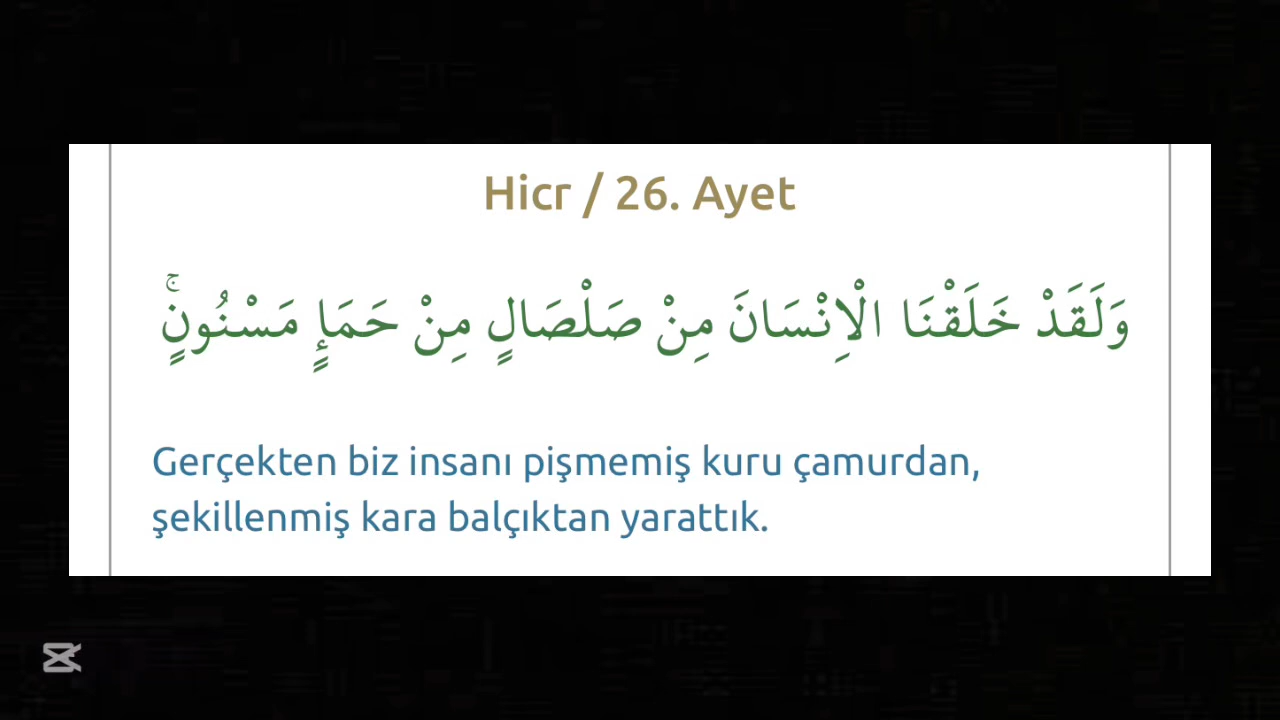 Hicr / 26. Ayet
وَلَقَدْ خَلَقْنَا الْاِنْسَانَ مِنْ صَلْصَالٍ مِنْ حَمَأٍ مَسْنُونٍۚ
Gerçekten biz insanı pişmemiş kuru çamurdan,
şekillenmiş kara balçıktan yarattık.